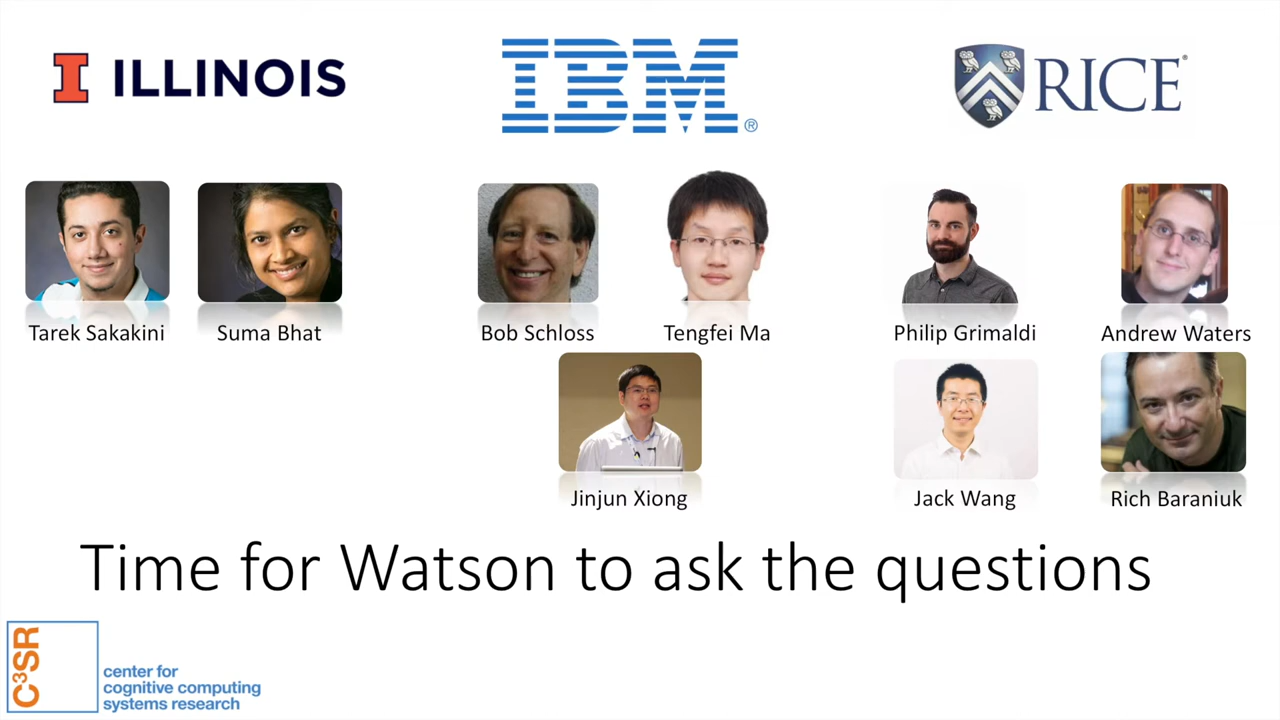 ILLINOIS
IBM®
RICE®
Tarek Sakakini
Suma Bhat
Bob Schloss
Tengfei Ma
Philip Grimaldi
Andrew Waters
Jinjun Xiong
Jack Wang
Rich Baraniuk
Time for Watson to ask the questions
C³SR
center for
cognitive computing
systems research